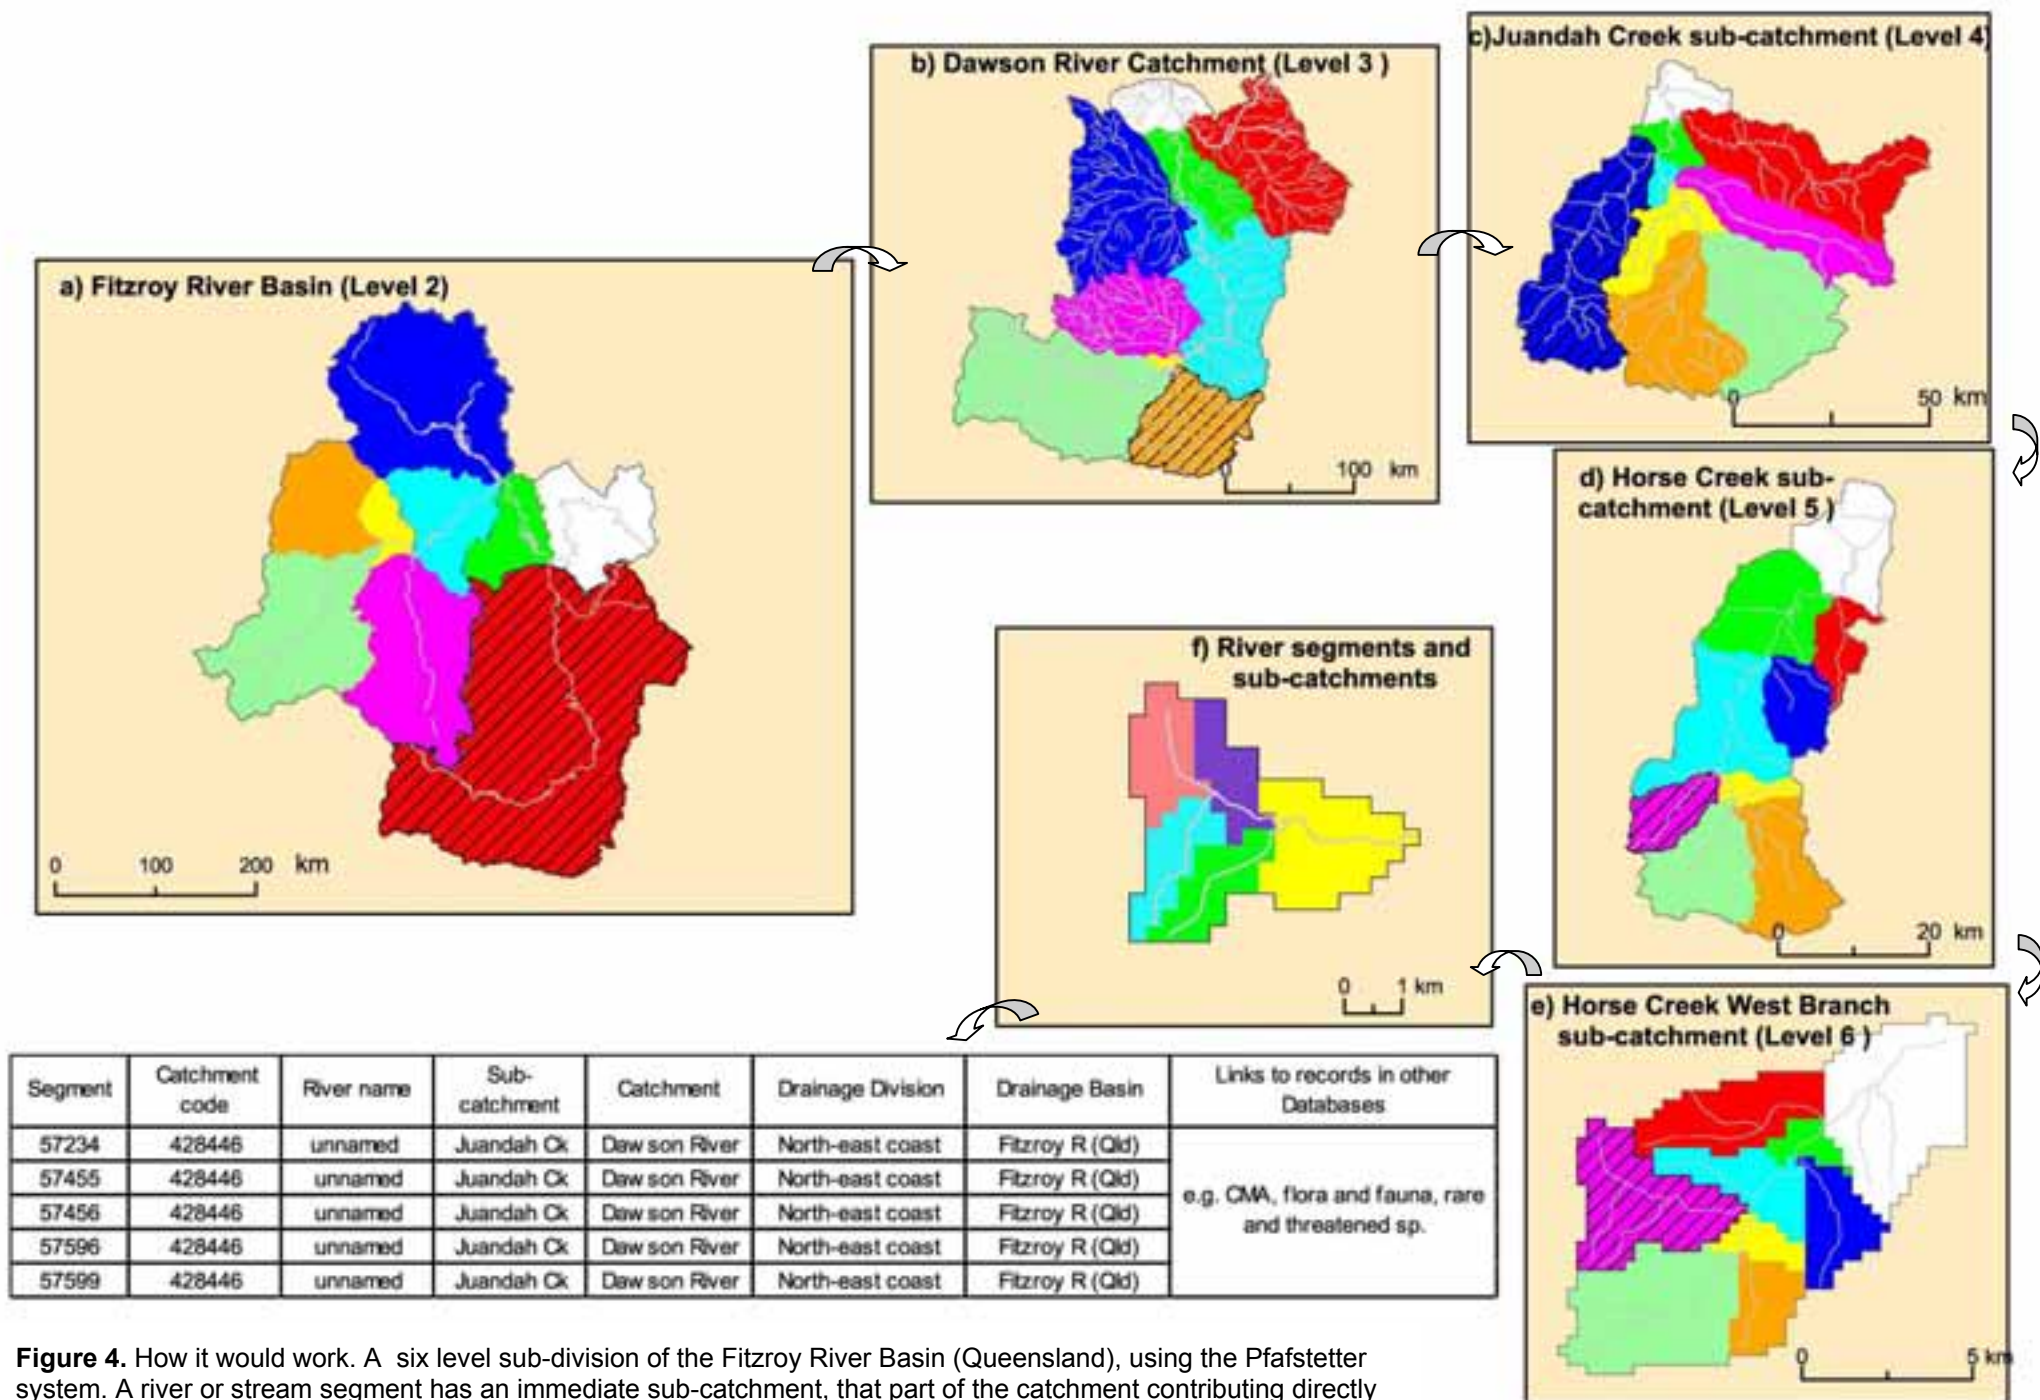 a) Fitzroy River Basin (Level 2)
0 100 200 km
b) Dawson River Catchment (Level 3 )
0 100 km
c)Juandah Creek sub-catchment (Level 4)
0 50 km
d) Horse Creek sub-
catchment (Level 5 )
0 20 km
e) Horse Creek West Branch
sub-catchment (Level 6 )
0 5 km
f) River segments and
sub-catchments
0 1 km
Segment Catchment code River name Sub-catchment Catchment Drainage Division Drainage Basin Links to records in other Databases
57234 428446 unnamed Juandah Ck Dawson River North-east coast Fitzroy R (Qld)
57455 428446 unnamed Juandah Ck Dawson River North-east coast Fitzroy R (Qld)
57456 428446 unnamed Juandah Ck Dawson River North-east coast Fitzroy R (Qld)
57596 428446 unnamed Juandah Ck Dawson River North-east coast Fitzroy R (Qld)
57599 428446 unnamed Juandah Ck Dawson River North-east coast Fitzroy R (Qld)
e.g. CMA, flora and fauna, rare
and threatened sp.
Figure 4. How it would work. A six level sub-division of the Fitzroy River Basin (Queensland), using the Pfafstetter
system. A river or stream segment has an immediate sub-catchment, that part of the catchment contributing directly